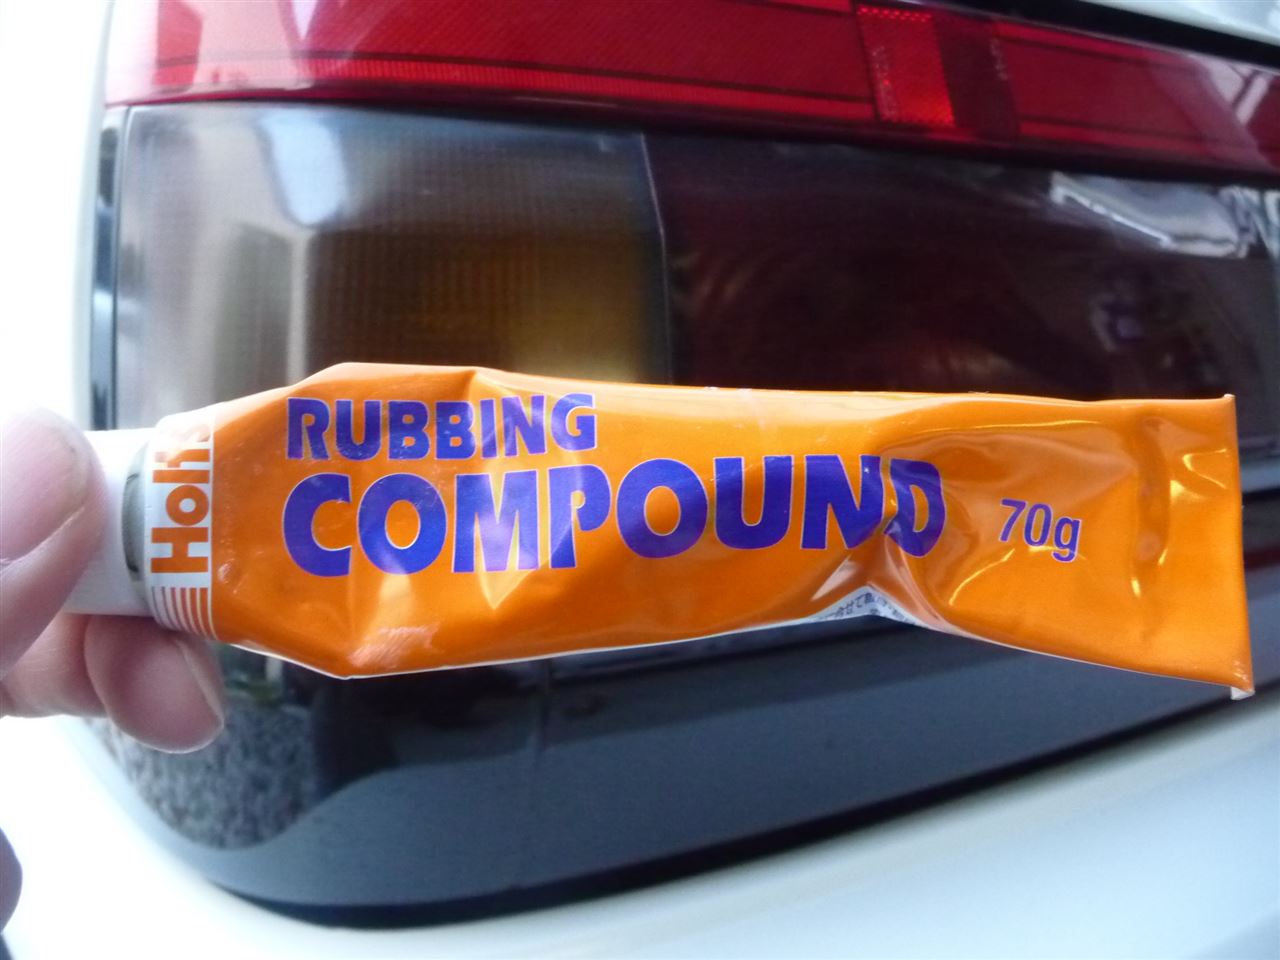 Holts
RUBBING
COMPOUND
70g